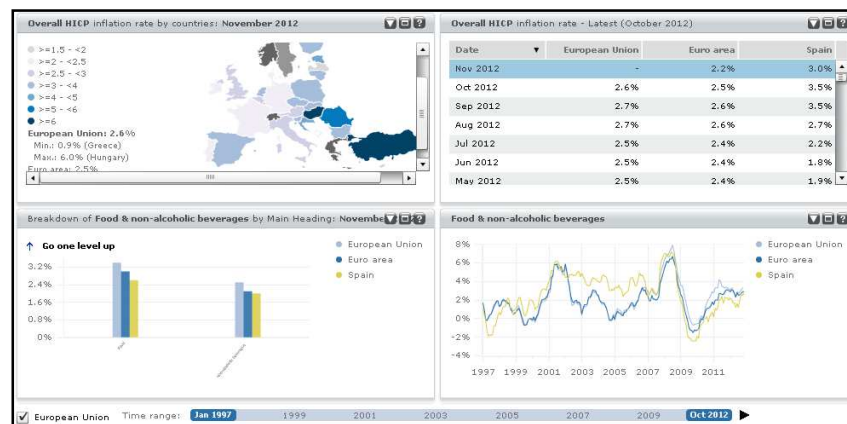 Overall HICP inflation rate by countries: November 2012
>=1.5 - <2
>=2 - <2.5
>=2.5 - <3
>=3 - <4
>=4 - <5
>=5 - <6
>=6
European Union: 2.6%
Min.: 0.9% (Greece)
Max.: 6.0% (Hungary)
Euro area: 2.5%
Overall HICP inflation rate - Latest (October 2012)
Date European Union Euro area Spain
Nov 2012 - 2.2% 3.0%
Oct 2012 2.6% 2.5% 3.5%
Sep 2012 2.7% 2.6% 3.5%
Aug 2012 2.7% 2.6% 2.7%
Jul 2012 2.5% 2.4% 2.2%
Jun 2012 2.5% 2.4% 1.8%
May 2012 2.5% 2.4% 1.9%
Breakdown of Food & non-alcoholic beverages by Main Heading: Novembe
Go one level up
European Union
Euro area
Spain
3.2%
2.4%
1.6%
0.8%
0%
Food & non-alcoholic beverages
8%
6%
4%
2%
0%
-2%
-4%
1997 1999 2001 2003 2005 2007 2009 2011
European Union
Euro area
Spain
European Union Time range: Jan 1997 1999 2001 2003 2005 2007 2009 Oct 2012